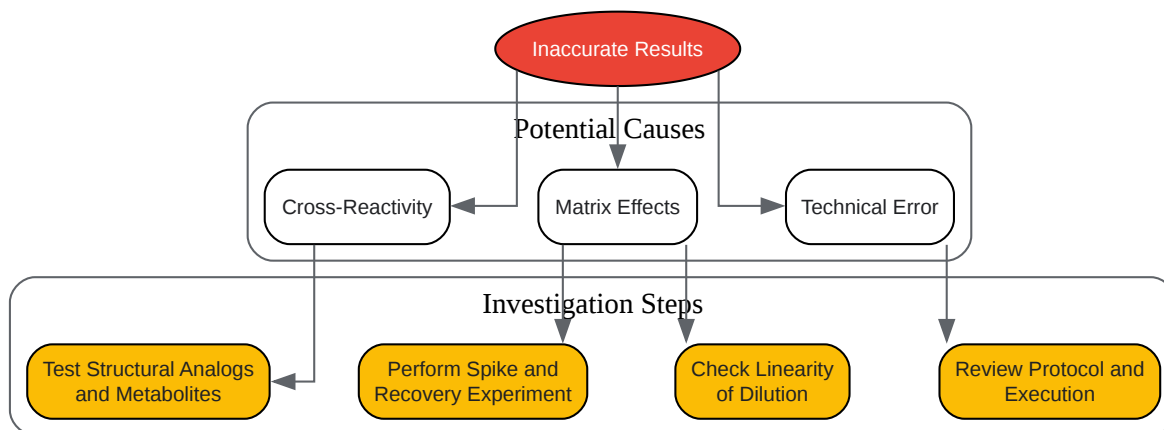 Inaccurate Results
Potential Causes
Cross-Reactivity
Matrix Effects
Technical Error
Investigation Steps
Test Structural Analogs
and Metabolites
Perform Spike and
Recovery Experiment
Check Linearity
of Dilution
Review Protocol and
Execution